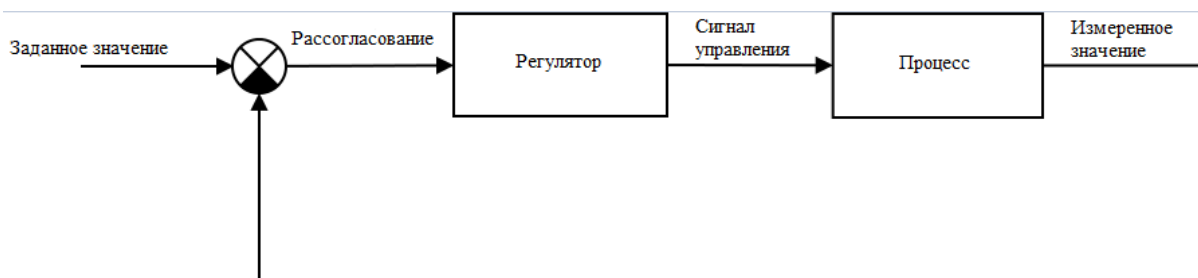 Заданное значение
Рассогласование
Регулятор
Сигнал
управления
Процесс
Измеренное
значение